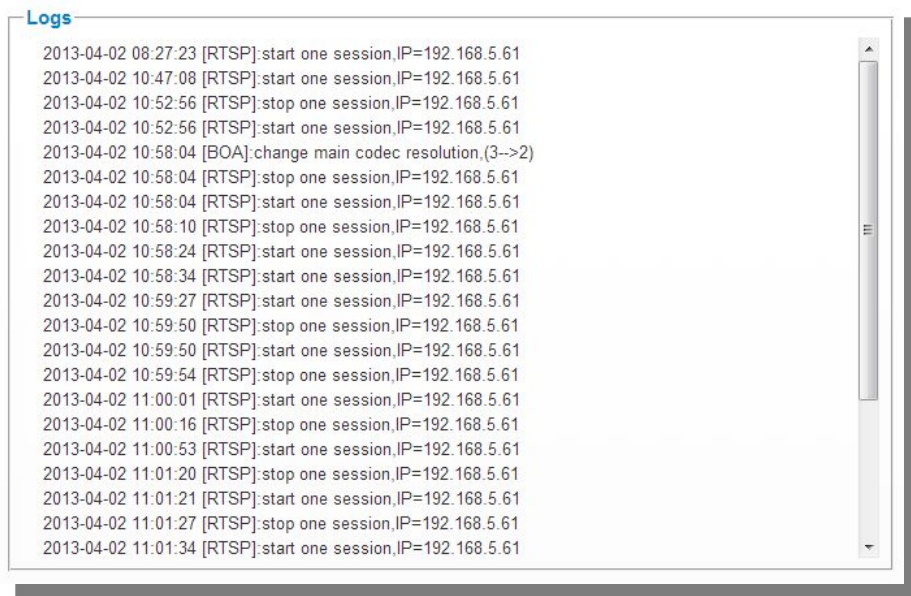 Logs
2013-04-02 08:27:23 [RTSP]:start one session,IP=192.168.5.61
2013-04-02 10:47:08 [RTSP]:start one session,IP=192.168.5.61
2013-04-02 10:52:56 [RTSP]:stop one session,IP=192.168.5.61
2013-04-02 10:52:56 [RTSP]:start one session,IP=192.168.5.61
2013-04-02 10:58:04 [BOA]:change main codec resolution,(3-->2)
2013-04-02 10:58:04 [RTSP]:stop one session,IP=192.168.5.61
2013-04-02 10:58:04 [RTSP]:start one session,IP=192.168.5.61
2013-04-02 10:58:10 [RTSP]:stop one session,IP=192.168.5.61
2013-04-02 10:58:24 [RTSP]:start one session,IP=192.168.5.61
2013-04-02 10:58:34 [RTSP]:start one session,IP=192.168.5.61
2013-04-02 10:59:27 [RTSP]:start one session,IP=192.168.5.61
2013-04-02 10:59:50 [RTSP]:stop one session,IP=192.168.5.61
2013-04-02 10:59:50 [RTSP]:start one session,IP=192.168.5.61
2013-04-02 10:59:54 [RTSP]:stop one session,IP=192.168.5.61
2013-04-02 11:00:01 [RTSP]:start one session,IP=192.168.5.61
2013-04-02 11:00:16 [RTSP]:stop one session,IP=192.168.5.61
2013-04-02 11:00:53 [RTSP]:start one session,IP=192.168.5.61
2013-04-02 11:01:20 [RTSP]:stop one session,IP=192.168.5.61
2013-04-02 11:01:21 [RTSP]:start one session,IP=192.168.5.61
2013-04-02 11:01:27 [RTSP]:stop one session,IP=192.168.5.61
2013-04-02 11:01:34 [RTSP]:start one session,IP=192.168.5.61